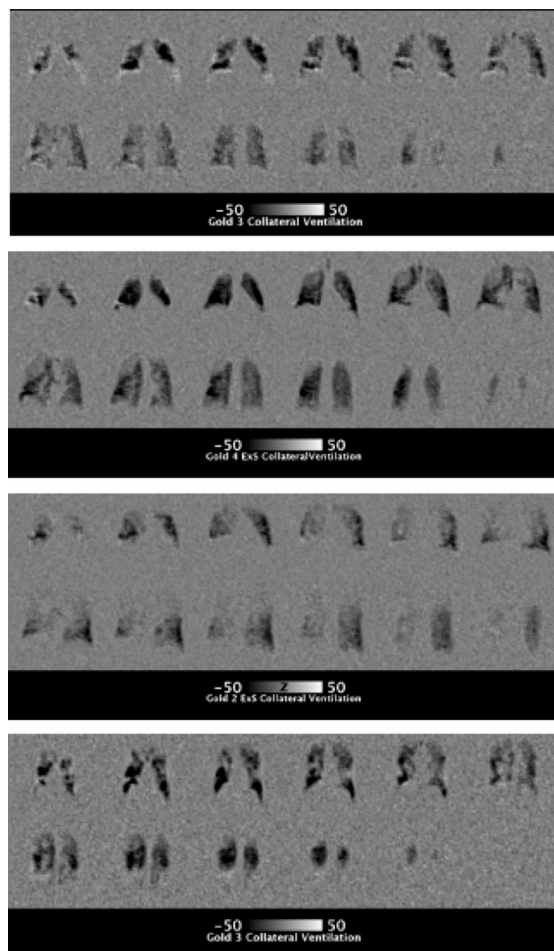 -50 50
Gold 3 Collateral Ventilation
-50 50
Gold 4 ExS CollateralVentilation
-50 Z 50
Gold 2 ExS Collateral Ventilation
-50 50
Gold 3 Collateral Ventilation